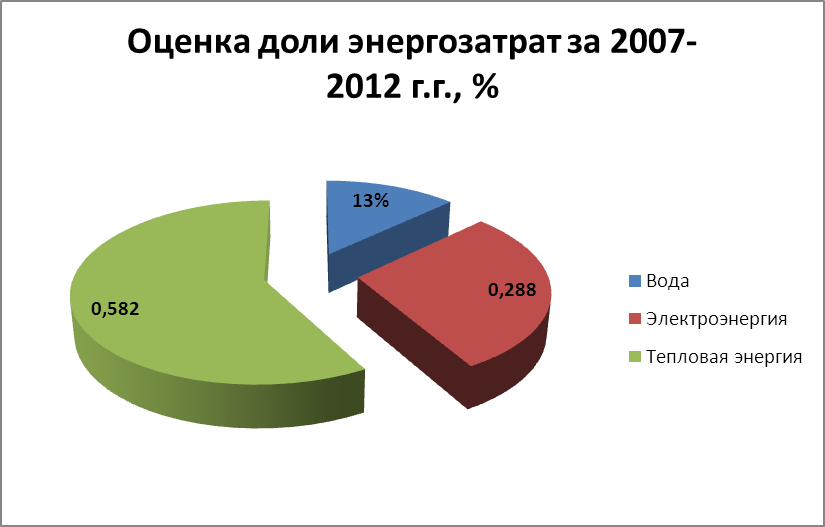 Оценка доли энергозатрат за 2007-
2012 г.г., %
13%
0,288
0,582
Вода
Электроэнергия
Тепловая энергия